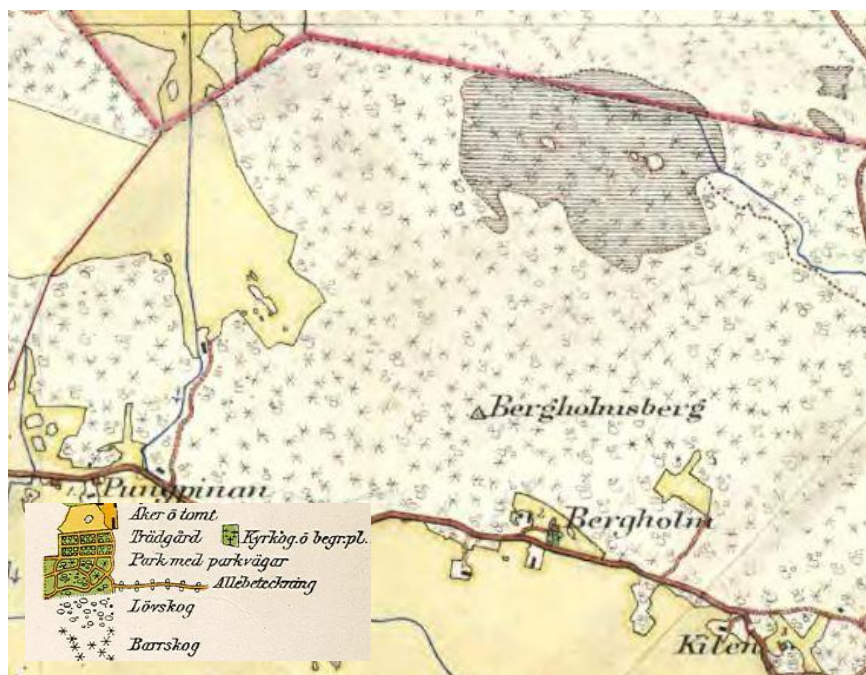 Bergholmsberg
Pungpinan
Bergholm
Kilen
Åker ô tomt
Trädgård
Kyrkog. ô begr.pl.
Park med parkvägar
Allébeteckning
Lövskog
Barrskog